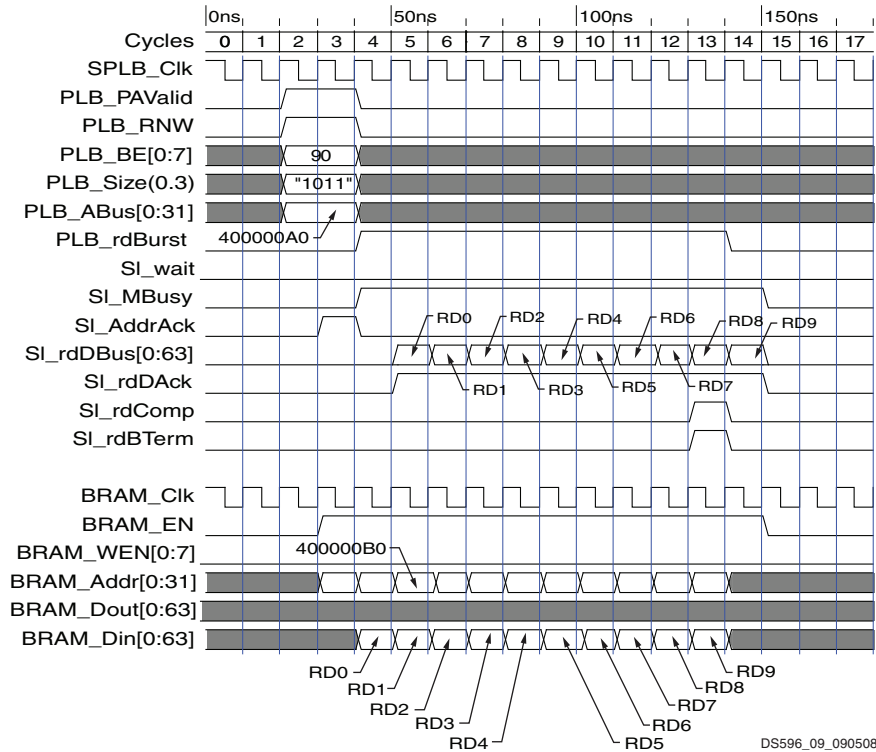 0ns 50ns 100ns 150ns
Cycles 0 1 2 3 4 5 6 7 8 9 10 11 12 13 14 15 16 17
SPLB_Clk
PLB_PAValid
PLB_RNW
PLB_BE[0:7] 90
PLB_Size(0.3) "1011"
PLB_ABus[0:31]
400000A0
PLB_rdBurst
Sl_wait
Sl_MBusy
Sl_AddrAck RD0 RD2 RD4 RD6 RD8 RD9
Sl_rdDBus[0:63]
Sl_rdDAck RD1 RD3 RD5 RD7
Sl_rdComp
Sl_rdBTerm
BRAM_Clk
BRAM_EN
BRAM_WEN[0:7] 400000B0
BRAM_Addr[0:31]
BRAM_Dout[0:63]
BRAM_Din[0:63]
RD0 RD9
RD1 RD8
RD2 RD7
RD3 RD6
RD4 RD5
DS596_09_090508